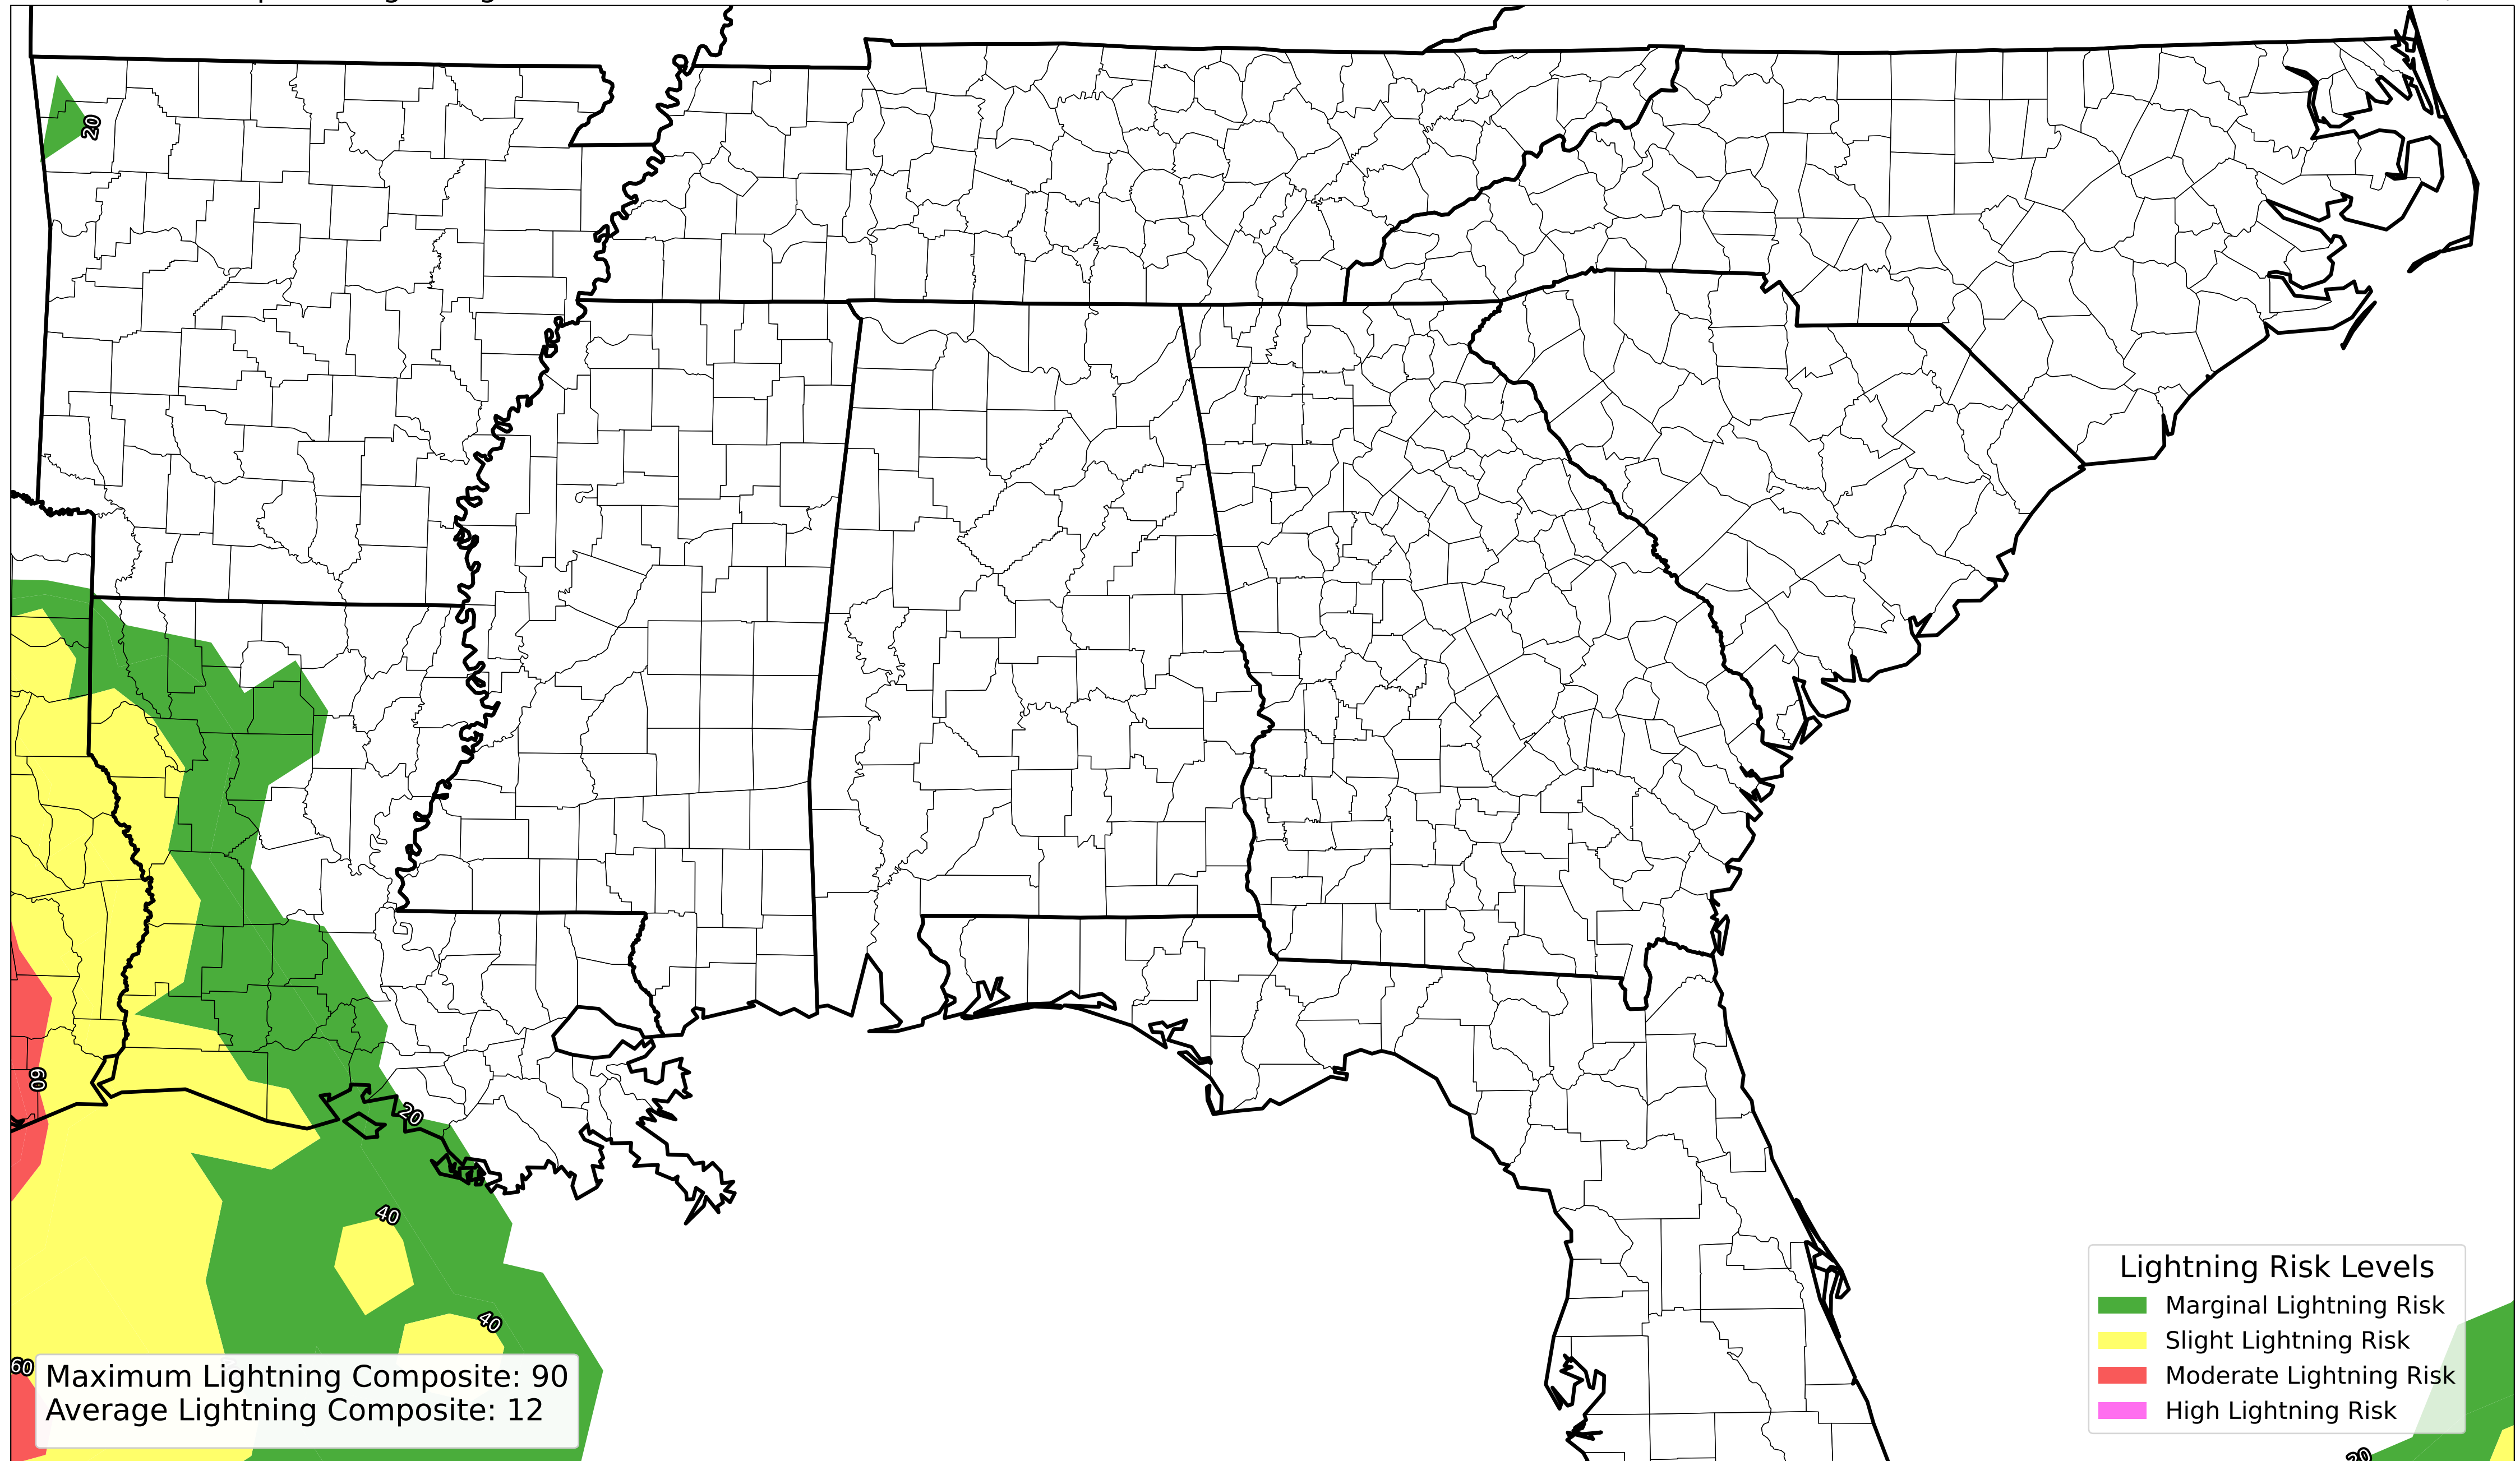 20
60
20
40
40
60
Maximum Lightning Composite: 90
Average Lightning Composite: 12
Lightning Risk Levels
Marginal Lightning Risk
Slight Lightning Risk
Moderate Lightning Risk
High Lightning Risk
20